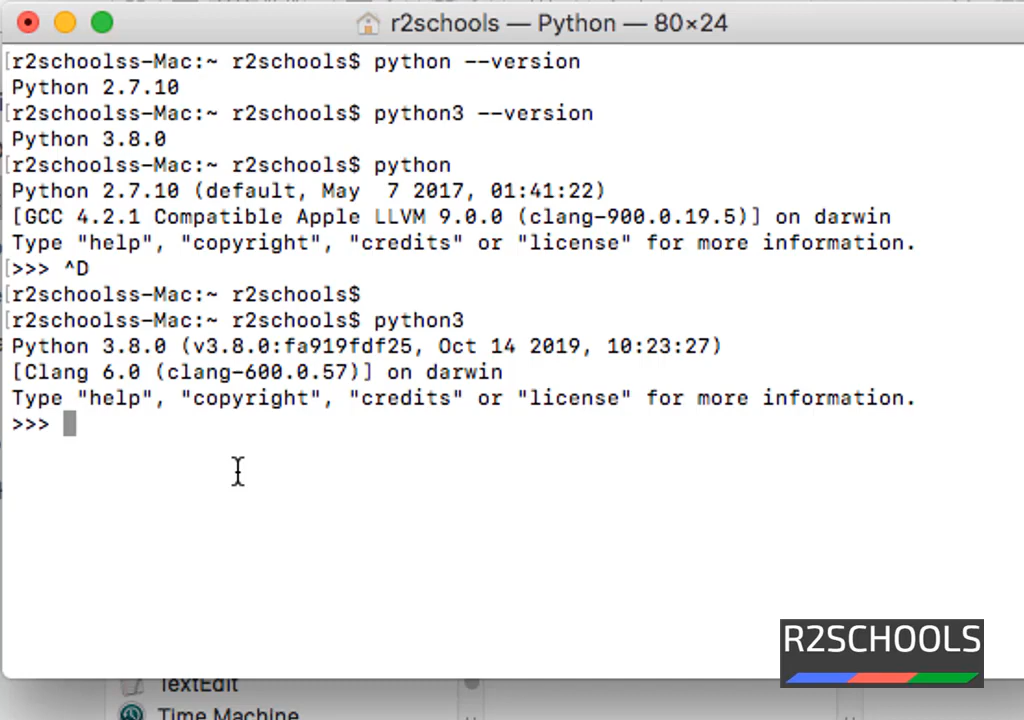 r2schools — Python — 80×24
[r2schoolss-Mac:~ r2schools$ python --version
Python 2.7.10
[r2schoolss-Mac:~ r2schools$ python3 --version
Python 3.8.0
[r2schoolss-Mac:~ r2schools$ python
Python 2.7.10 (default, May  7 2017, 01:41:22)
[GCC 4.2.1 Compatible Apple LLVM 9.0.0 (clang-900.0.19.5)] on darwin
Type "help", "copyright", "credits" or "license" for more information.
[>>> ^D
[r2schoolss-Mac:~ r2schools$
[r2schoolss-Mac:~ r2schools$ python3
Python 3.8.0 (v3.8.0:fa919fdf25, Oct 14 2019, 10:23:27)
[Clang 6.0 (clang-600.0.57)] on darwin
Type "help", "copyright", "credits" or "license" for more information.
>>>
R2SCHOOLS
TextEdit
Time Machine